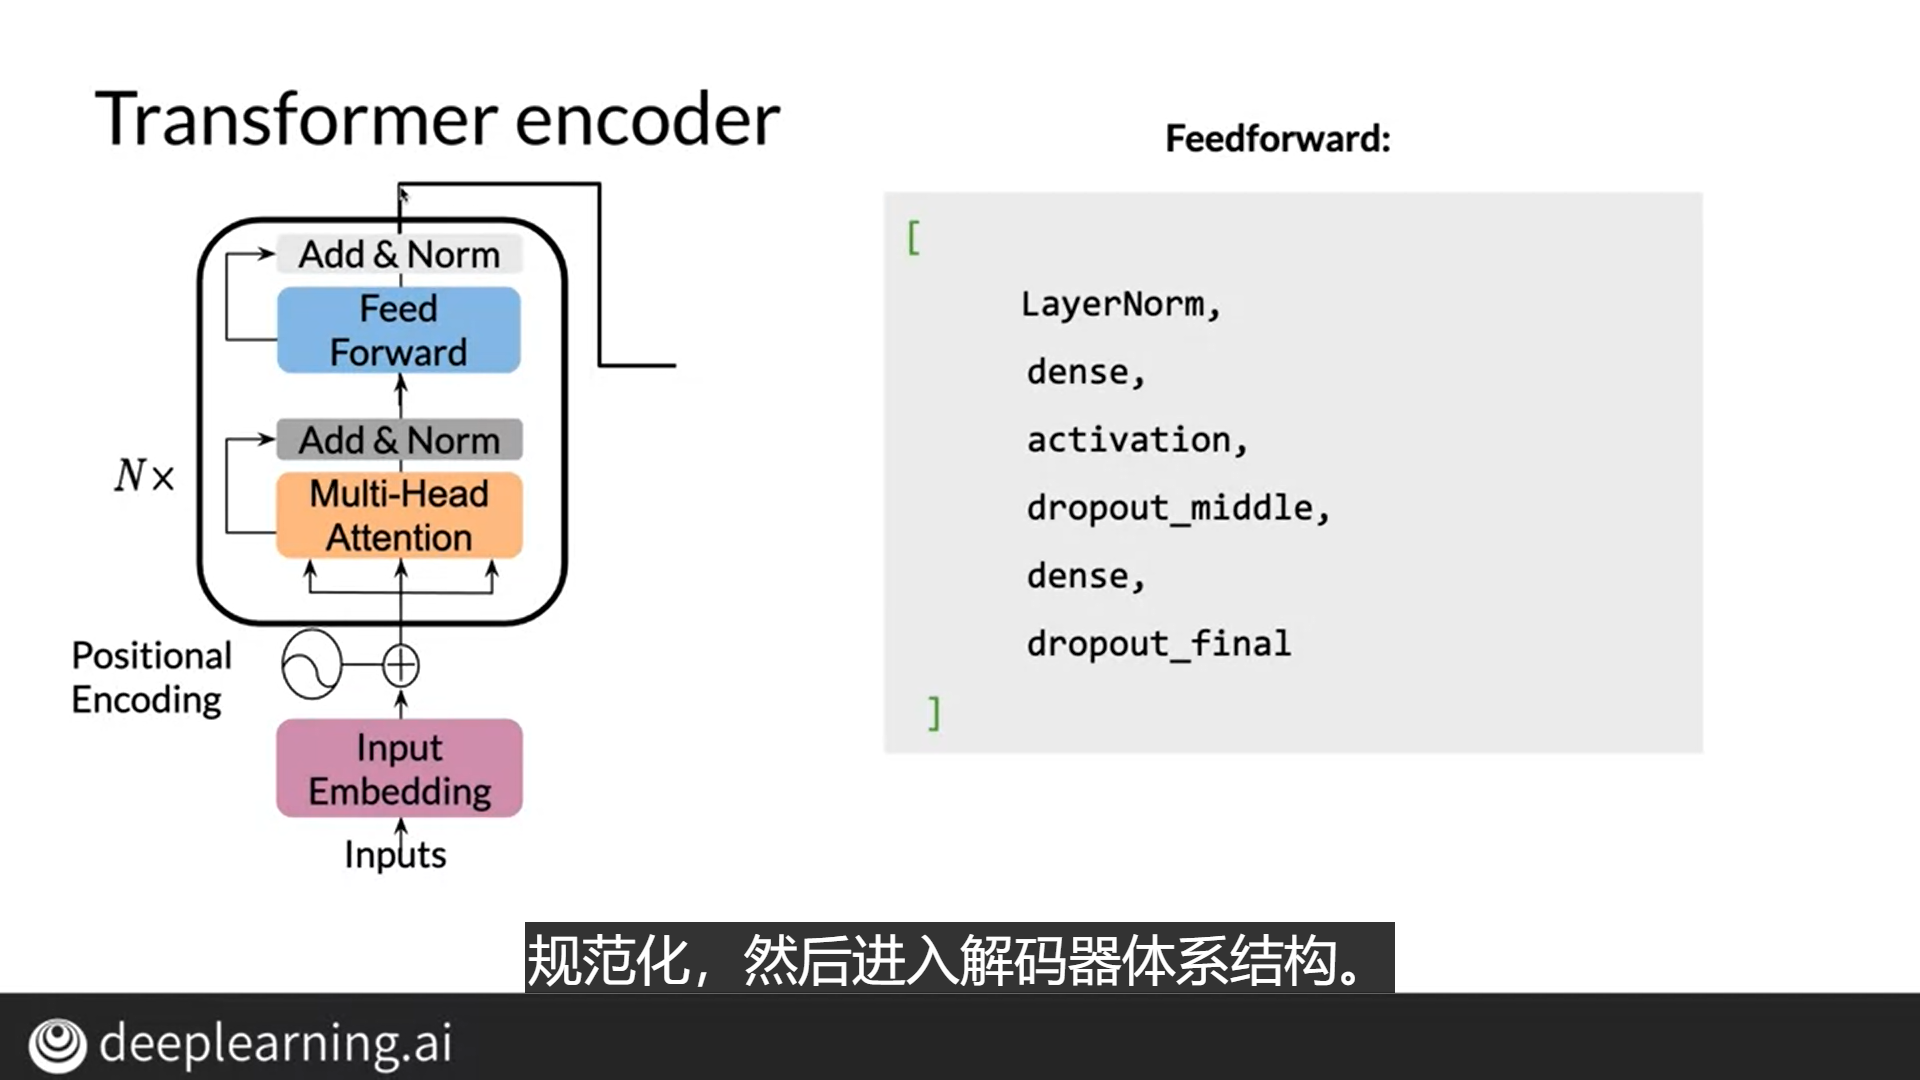 Transformer encoder
Add & Norm
Feed
Forward
Add & Norm
Multi-Head
Attention
N×
Positional
Encoding
Input
Embedding
Inputs
Feedforward:
[
LayerNorm,
dense,
activation,
dropout_middle,
dense,
dropout_final
]
规范化，然后进入解码器体系结构。
deeplearning.ai